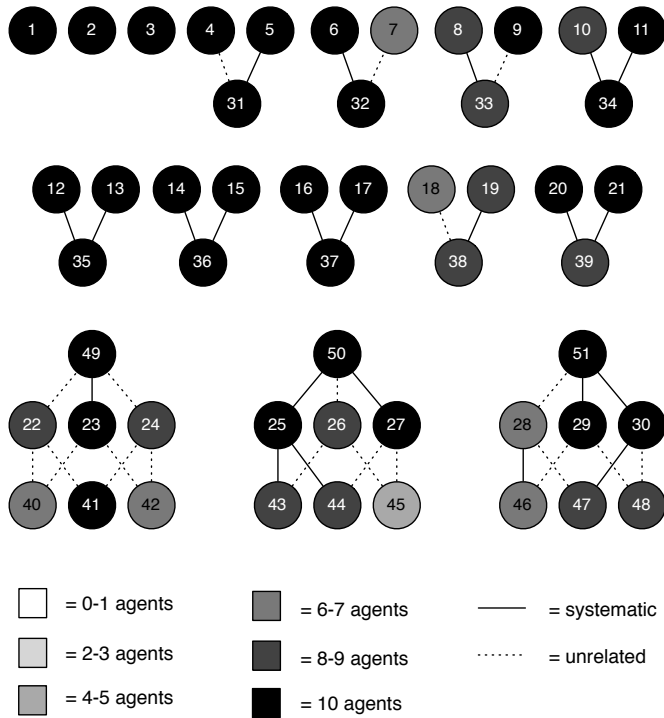 1 2 3 4 5 6 7 8 9 10 11
31 32 33 34
12 13 14 15 16 17 18 19 20 21
35 36 37 38 39
49 50 51
22 23 24 25 26 27 28 29 30
40 41 42 43 44 45 46 47 48
= 0-1 agents = 6-7 agents = systematic
= 2-3 agents = 8-9 agents = unrelated
= 4-5 agents = 10 agents